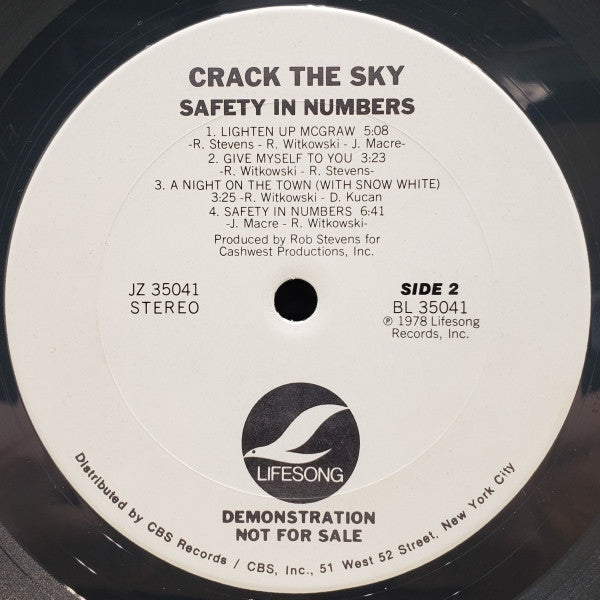 CRACK THE SKY
SAFETY IN NUMBERS
1. LIGHTEN UP MCGRAW 5:08
-R. Stevens - R. Witkowski - J. Macre-
2. GIVE MYSELF TO YOU 3:23
-R. Witkowski - R. Stevens-
3. A NIGHT ON THE TOWN (WITH SNOW WHITE)
3:25 -R. Witkowski - D. Kucan
4. SAFETY IN NUMBERS 6:41
-J. Macre - R. Witkowski-
Produced by Rob Stevens for
Cashwest Productions, Inc.
JZ 35041
STEREO
SIDE 2
BL 35041
℗ 1978 Lifesong
Records, Inc.
LIFESONG
DEMONSTRATION
NOT FOR SALE
Distributed by CBS Records / CBS, Inc., 51 West 52 Street, New York City